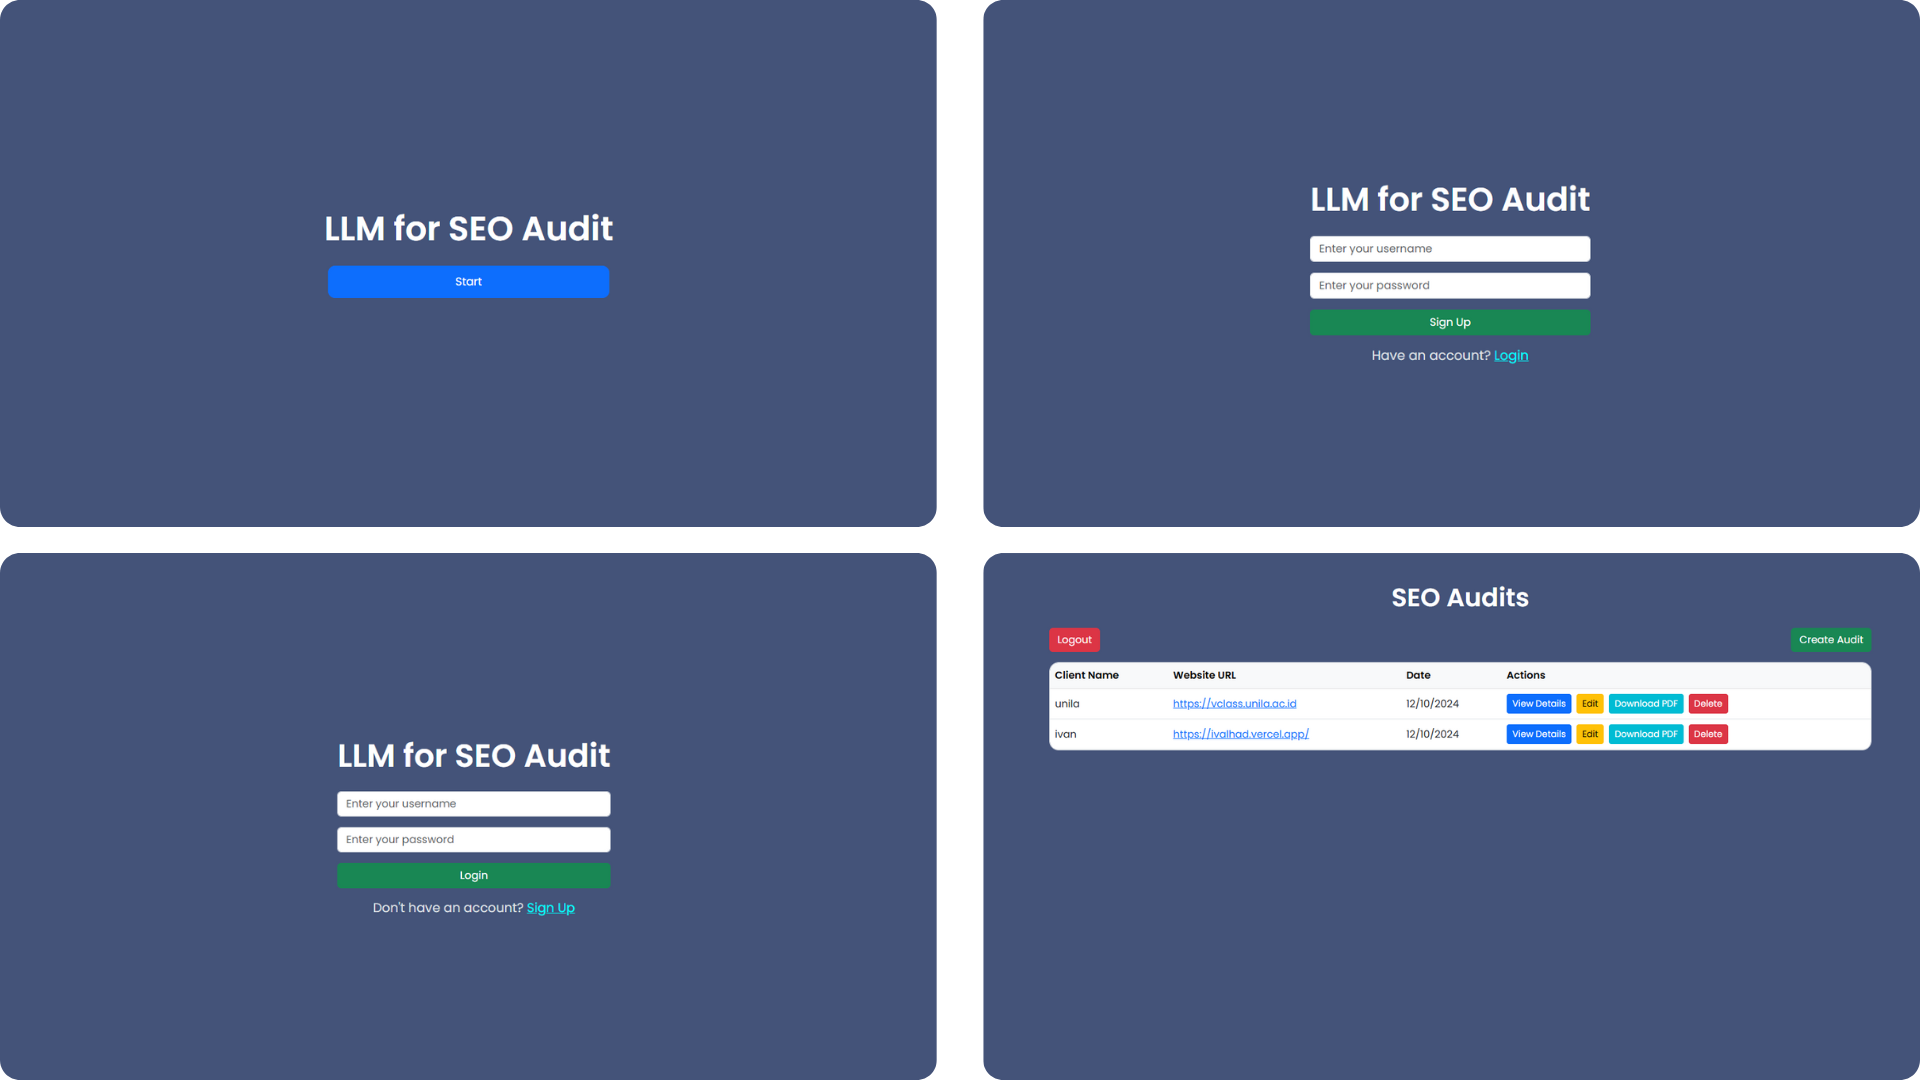 LLM for SEO Audit
Start
LLM for SEO Audit
Enter your username
Enter your password
Sign Up
Have an account? Login
LLM for SEO Audit
Enter your username
Enter your password
Login
Don't have an account? Sign Up
SEO Audits
Logout Create Audit
Client Name Website URL Date Actions
unila https://vclass.unila.ac.id 12/10/2024 View Details Edit Download PDF Delete
ivan https://ivalhad.vercel.app/ 12/10/2024 View Details Edit Download PDF Delete